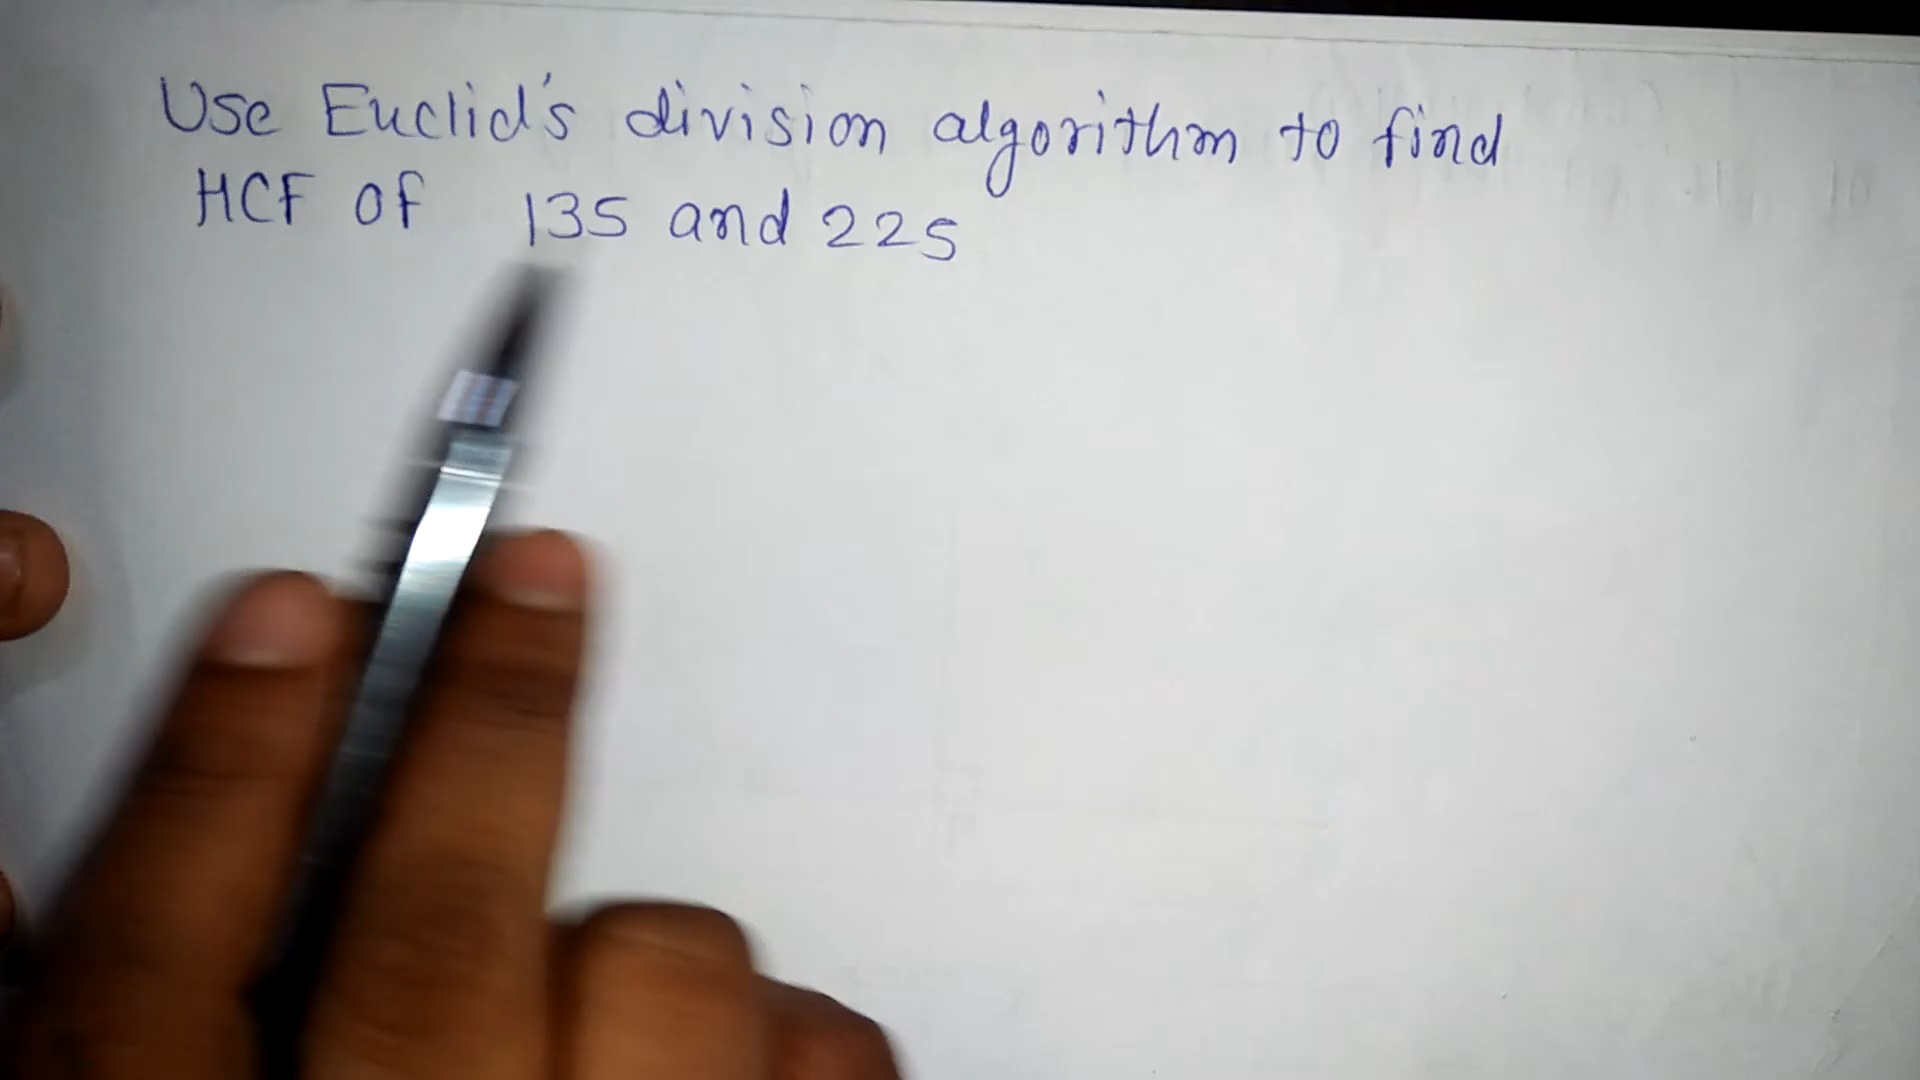 Use Euclid's division algorithm to find
HCF of 135 and 225